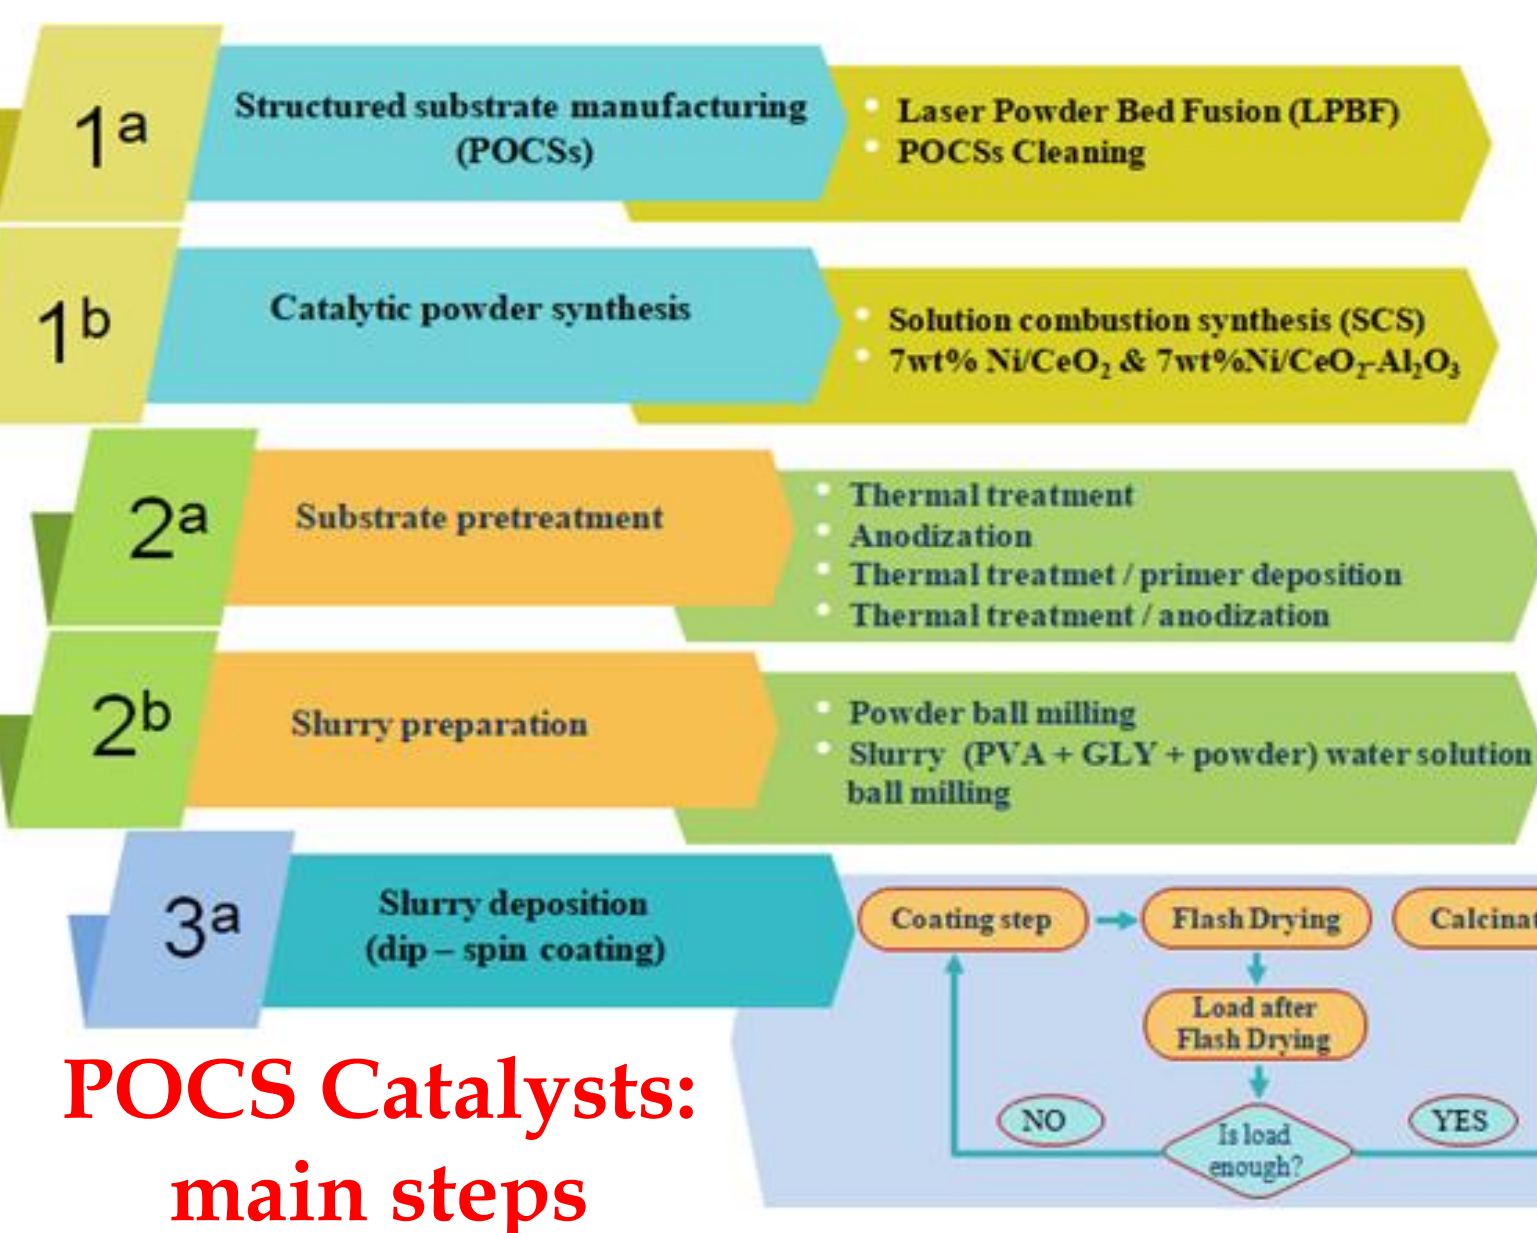 1a
Structured substrate manufacturing
(POCSs)
• Laser Powder Bed Fusion (LPBF)
• POCSs Cleaning
1b
Catalytic powder synthesis
• Solution combustion synthesis (SCS)
• 7wt% Ni/CeO₂ & 7wt%Ni/CeO₂-Al₂O₃
2a
Substrate pretreatment
• Thermal treatment
• Anodization
• Thermal treatmet / primer deposition
• Thermal treatment / anodization
2b
Slurry preparation
• Powder ball milling
• Slurry (PVA + GLY + powder) water solution
ball milling
3a
Slurry deposition
(dip – spin coating)
Coating step
Flash Drying
Calcinat
Load after
Flash Drying
NO
Is load
enough?
YES
POCS Catalysts:
main steps